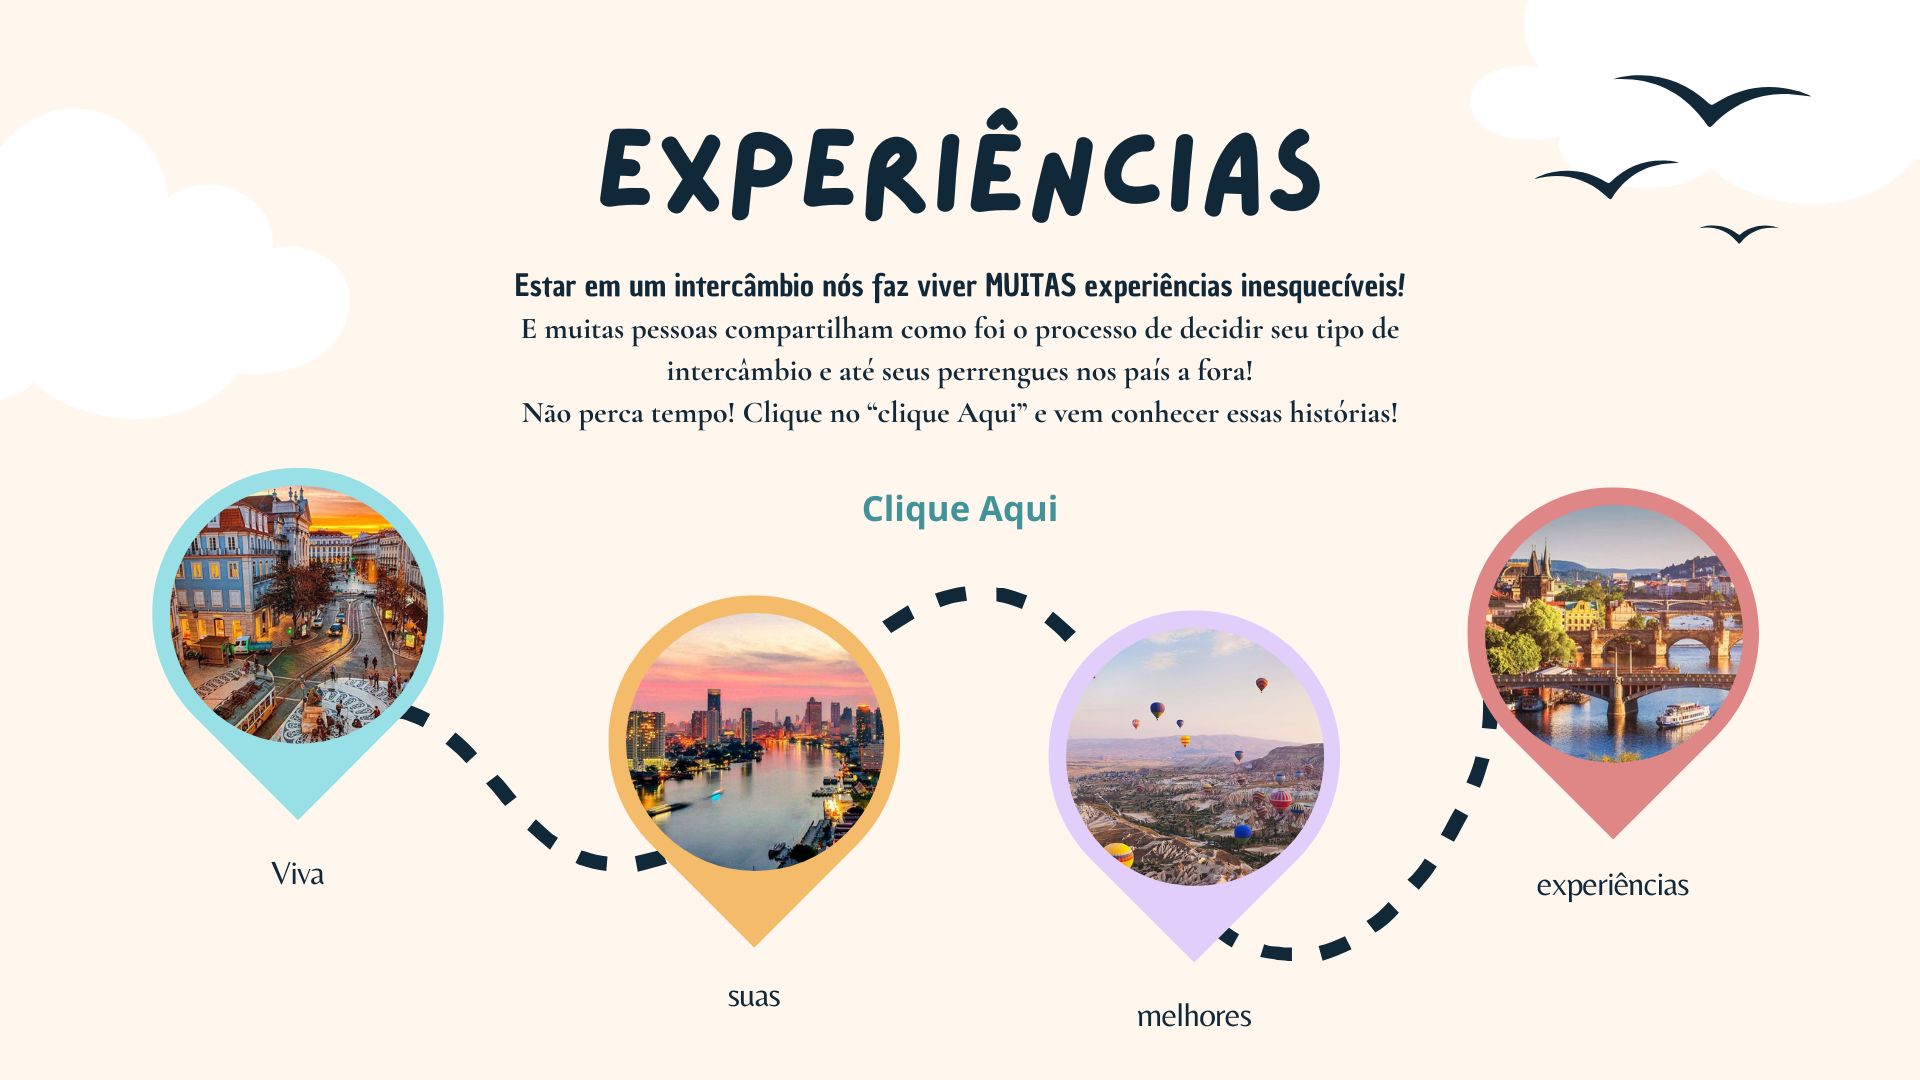 EXPERIÊNCIAS
Estar em um intercâmbio nós faz viver MUITAS experiências inesquecíveis!
E muitas pessoas compartilham como foi o processo de decidir seu tipo de
intercâmbio e até seus perrengues nos país a fora!
Não perca tempo! Clique no “clique Aqui” e vem conhecer essas histórias!
Clique Aqui
Viva
suas
melhores
experiências